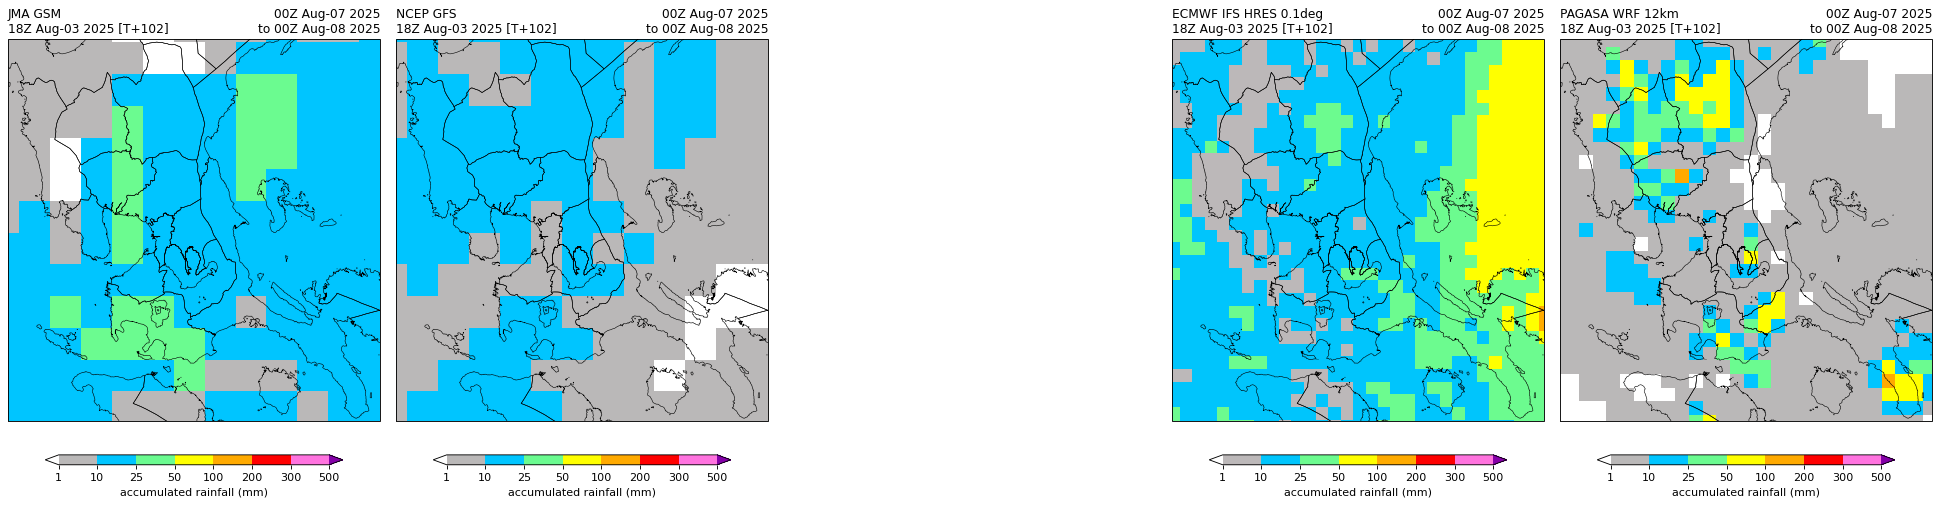 JMA GSM 00Z Aug-07 2025
18Z Aug-03 2025 [T+102] to 00Z Aug-08 2025
1 10 25 50 100 200 300 500
accumulated rainfall (mm)
NCEP GFS 00Z Aug-07 2025
18Z Aug-03 2025 [T+102] to 00Z Aug-08 2025
1 10 25 50 100 200 300 500
accumulated rainfall (mm)
ECMWF IFS HRES 0.1deg 00Z Aug-07 2025
18Z Aug-03 2025 [T+102] to 00Z Aug-08 2025
1 10 25 50 100 200 300 500
accumulated rainfall (mm)
PAGASA WRF 12km 00Z Aug-07 2025
18Z Aug-03 2025 [T+102] to 00Z Aug-08 2025
1 10 25 50 100 200 300 500
accumulated rainfall (mm)